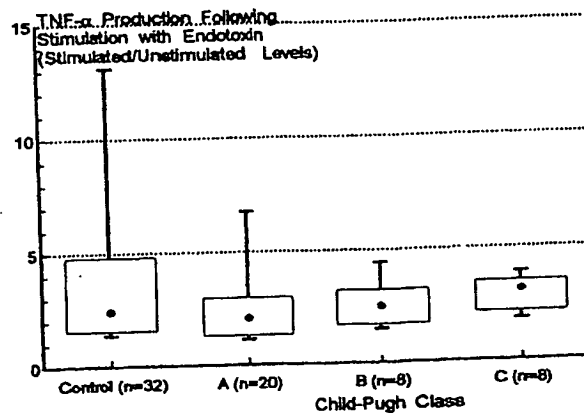 TNF-α Production Following
Stimulation with Endotoxin
(Stimulated/Unstimulated Levels)
15
10
5
0
Control (n=32) A (n=20) B (n=8) C (n=8)
Child-Pugh Class